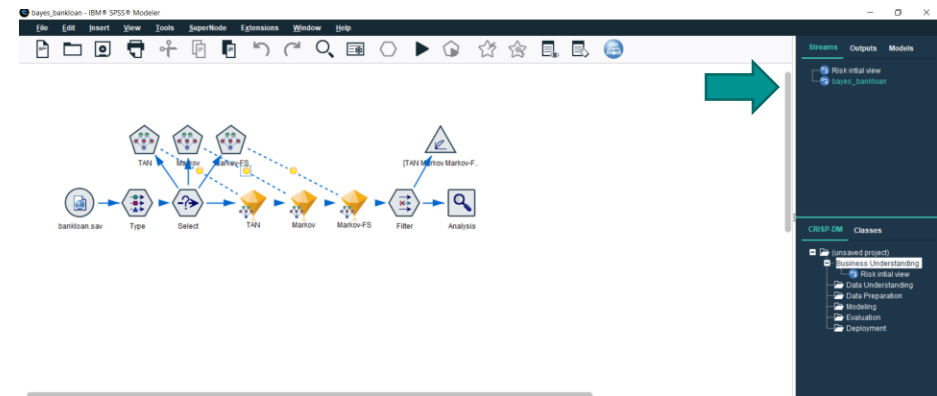 bayes_bankloan - IBM® SPSS® Modeler
File Edit Insert View Tools SuperNode Extensions Window Help
Streams Outputs Models
Risk intial view
bayes_bankloan
TAN Markov Markov-FS
[TAN Markov Markov-F...
bankloan.sav Type Select TAN Markov Markov-FS Filter Analysis
CRISP-DM Classes
(unsaved project)
Business Understanding
Risk intial view
Data Understanding
Data Preparation
Modeling
Evaluation
Deployment